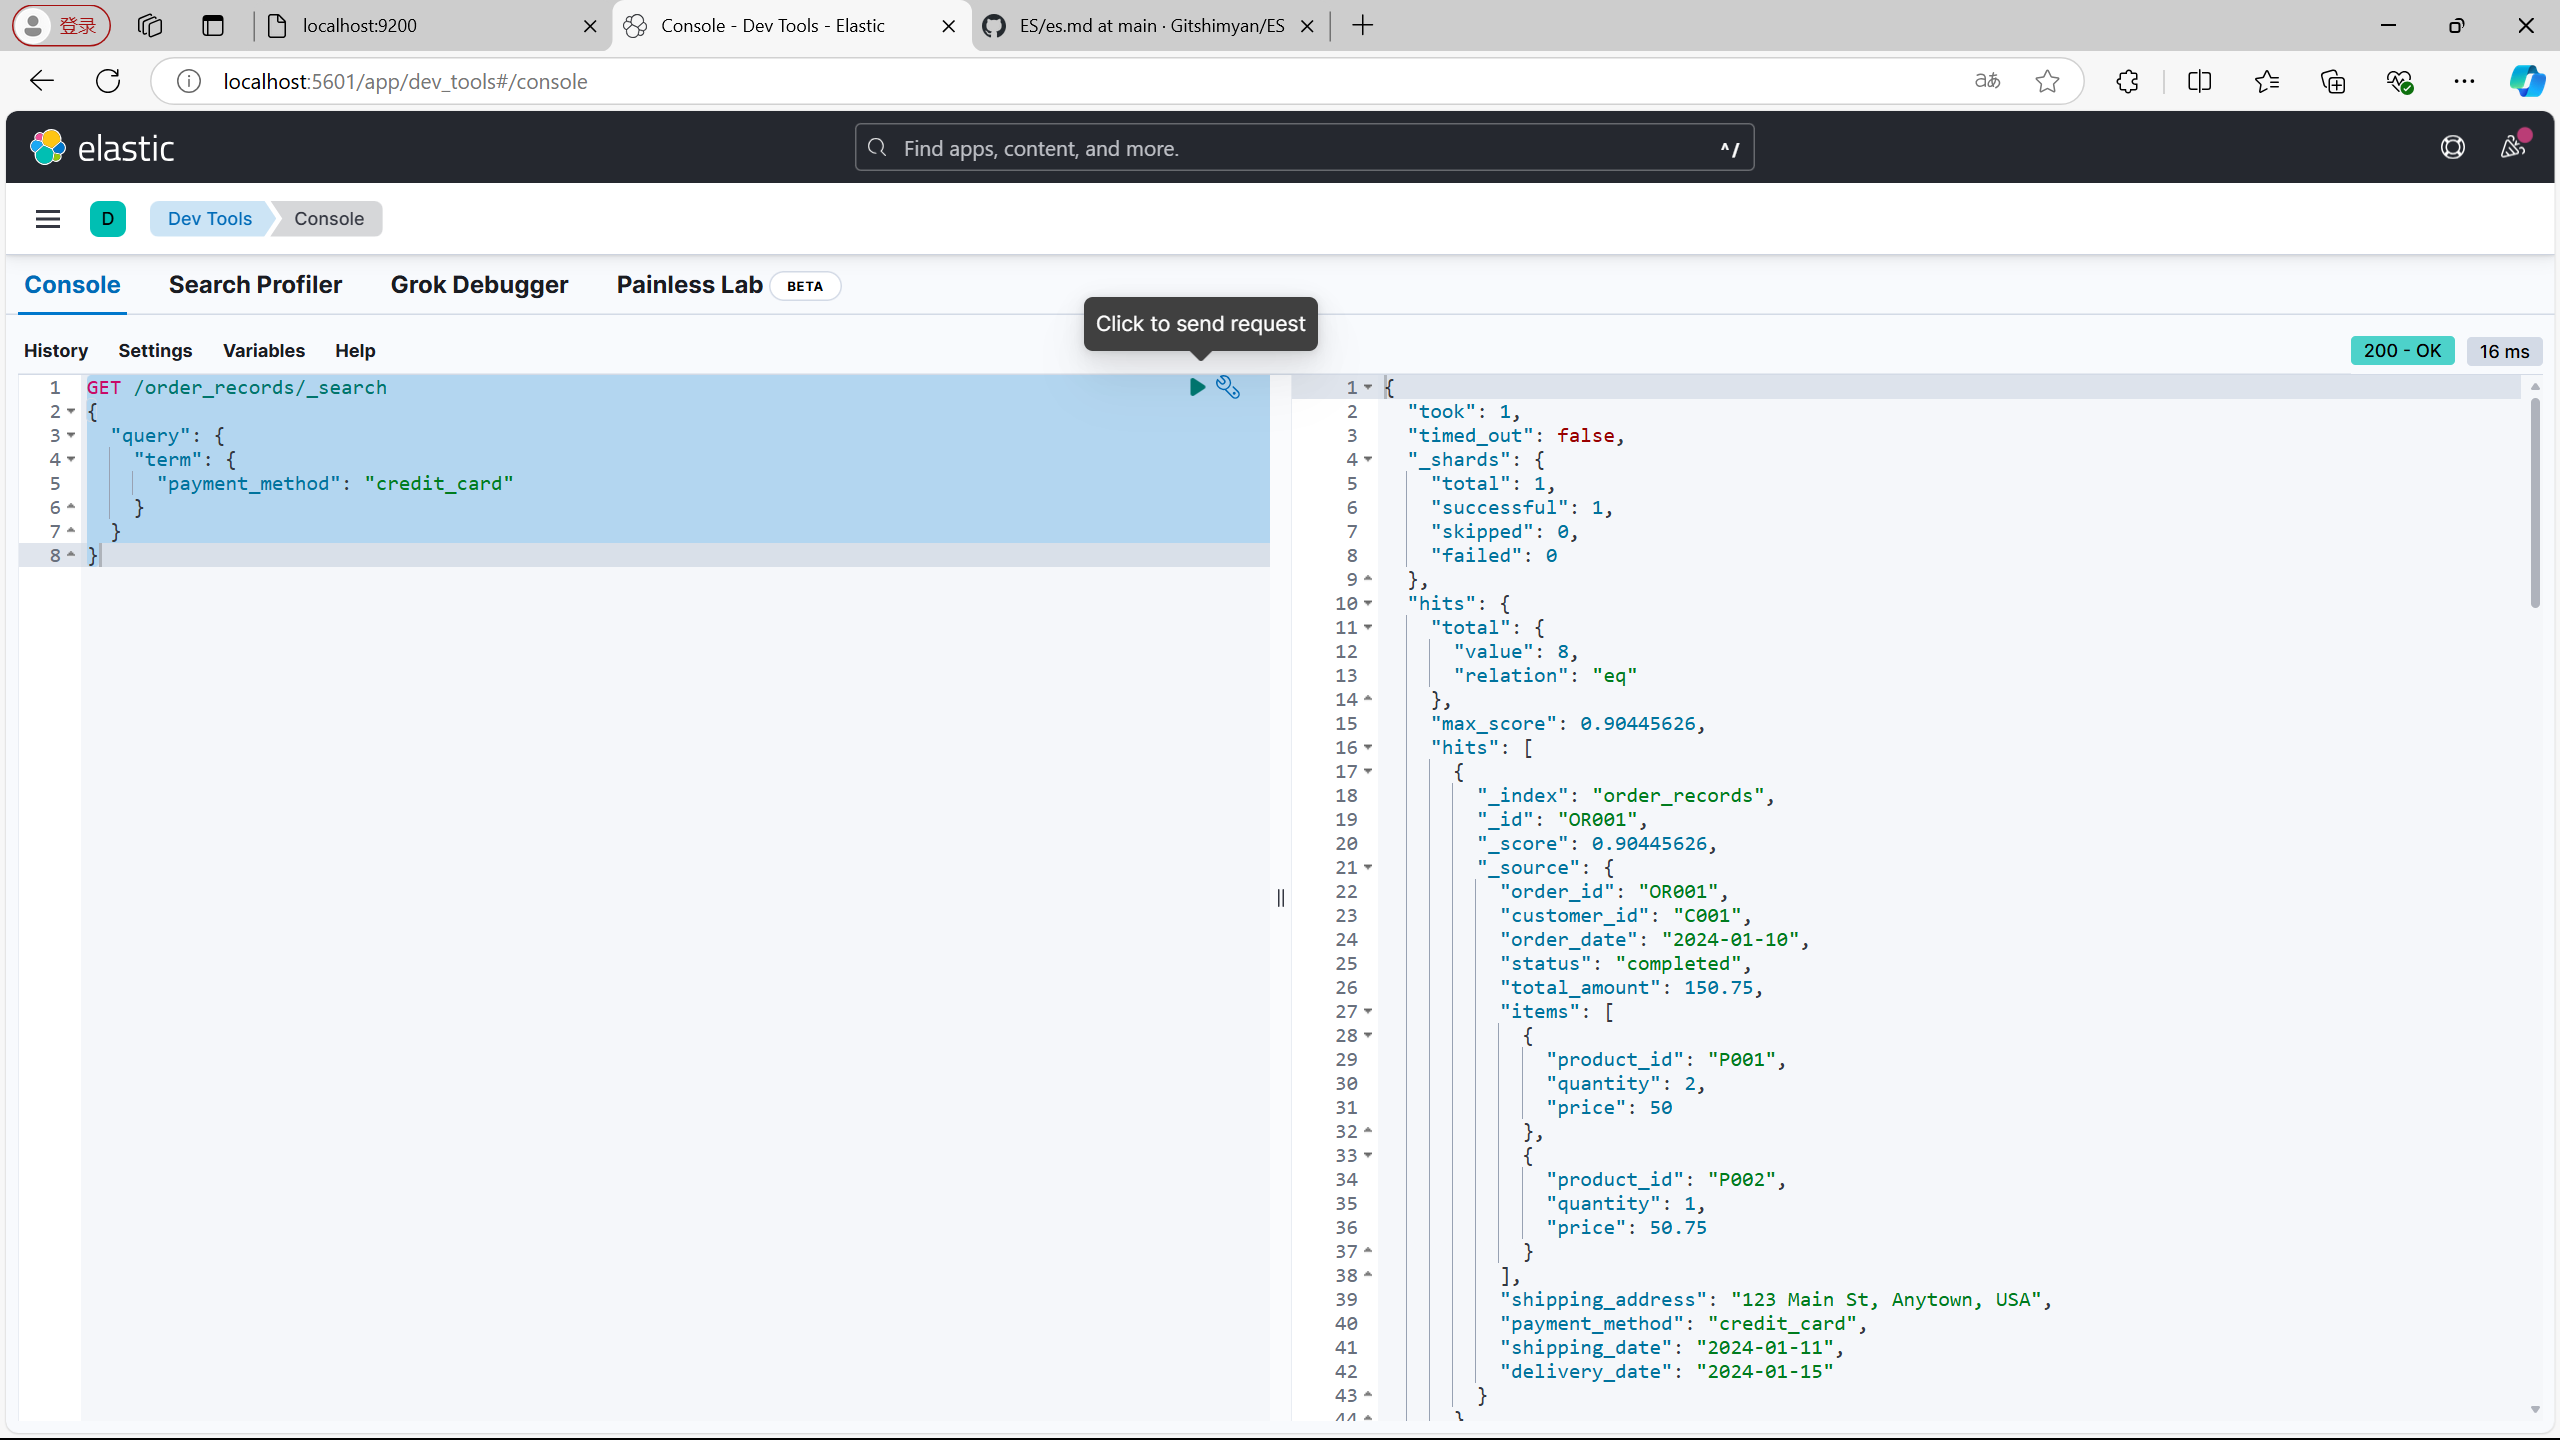 登录
localhost:9200
Console - Dev Tools - Elastic
ES/es.md at main · Gitshimyan/ES
localhost:5601/app/dev_tools#/console
aあ
elastic
Find apps, content, and more.
^ /
D
Dev Tools
Console
Console
Search Profiler
Grok Debugger
Painless Lab
BETA
Click to send request
History
Settings
Variables
Help
200 - OK
16 ms
1 GET /order_records/_search
2 {
3 "query": {
4 "term": {
5 "payment_method": "credit_card"
6 }
7 }
8 }
1 {
2 "took": 1,
3 "timed_out": false,
4 "_shards": {
5 "total": 1,
6 "successful": 1,
7 "skipped": 0,
8 "failed": 0
9 },
10 "hits": {
11 "total": {
12 "value": 8,
13 "relation": "eq"
14 },
15 "max_score": 0.90445626,
16 "hits": [
17 {
18 "_index": "order_records",
19 "_id": "OR001",
20 "_score": 0.90445626,
21 "_source": {
22 "order_id": "OR001",
23 "customer_id": "C001",
24 "order_date": "2024-01-10",
25 "status": "completed",
26 "total_amount": 150.75,
27 "items": [
28 {
29 "product_id": "P001",
30 "quantity": 2,
31 "price": 50
32 },
33 {
34 "product_id": "P002",
35 "quantity": 1,
36 "price": 50.75
37 }
38 ],
39 "shipping_address": "123 Main St, Anytown, USA",
40 "payment_method": "credit_card",
41 "shipping_date": "2024-01-11",
42 "delivery_date": "2024-01-15"
43 }
44 }